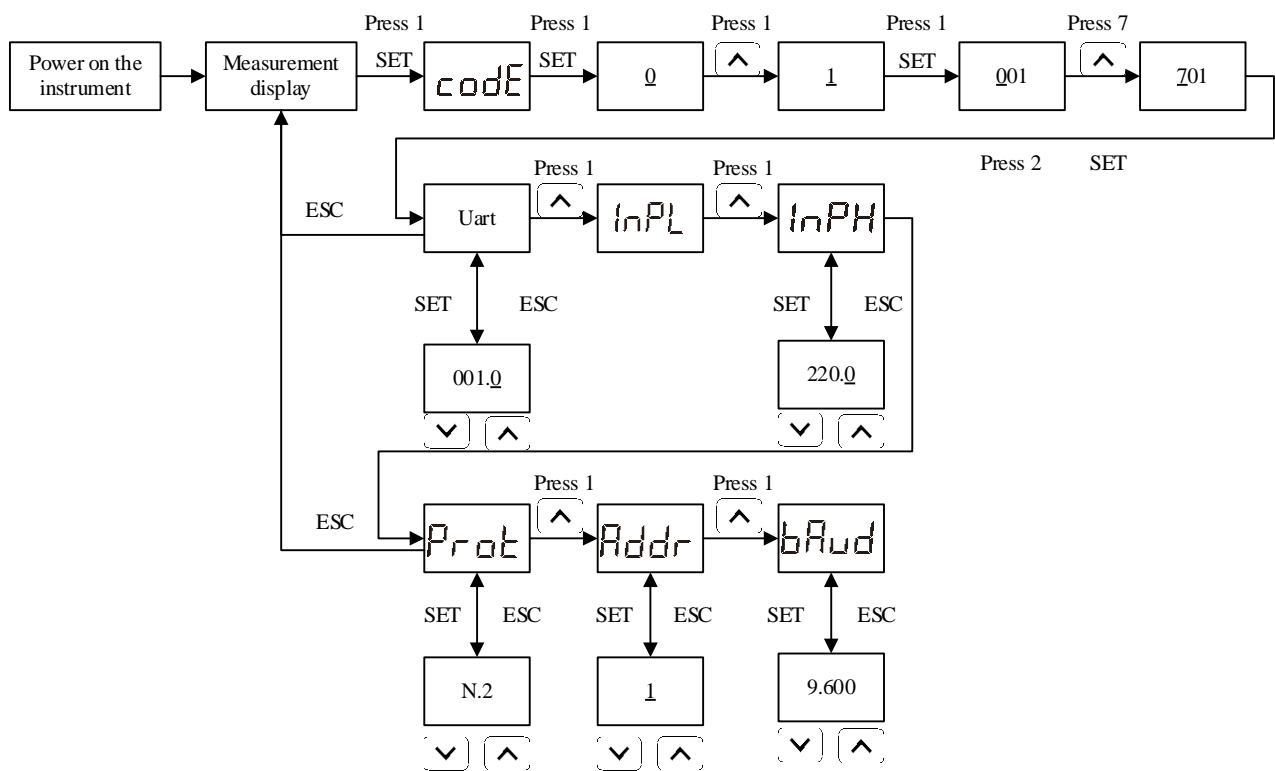 Press 1
Press 1
Press 1
Press 1
Press 7
Power on the
instrument
Measurement
display
SET
codE
SET
0
1
SET
001
701
Press 2 SET
Press 1
Press 1
ESC
Uart
InPL
InPH
SET ESC
SET ESC
001.0
220.0
Press 1
Press 1
ESC
Prot
Addr
bAud
SET ESC
SET ESC
SET ESC
N.2
1
9.600